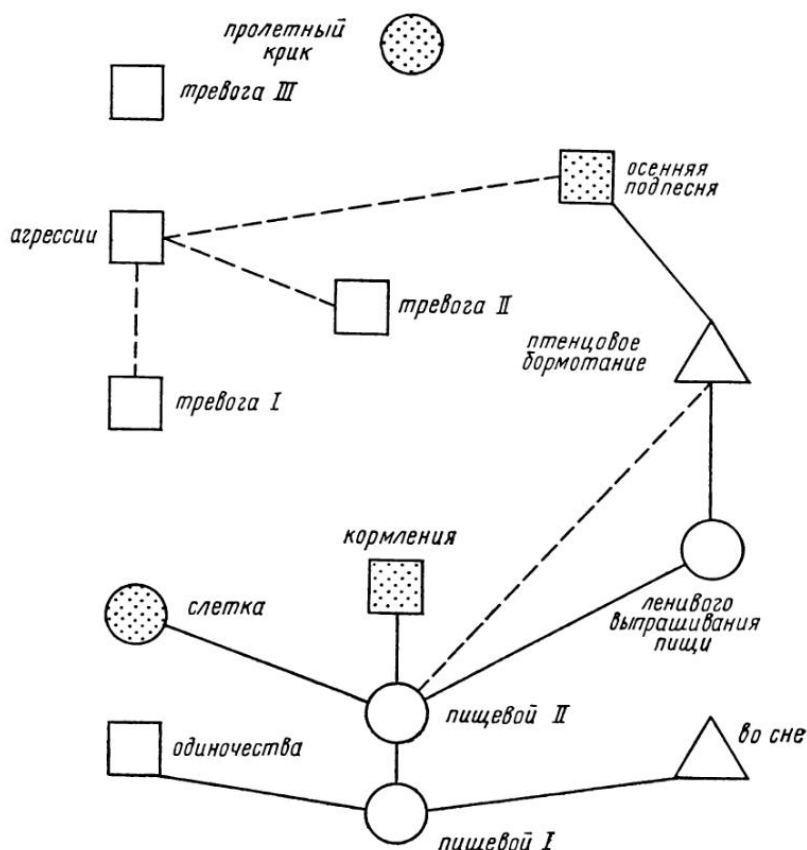 пролетный
крик
тревога III
осенняя
подпесня
агрессии
тревога II
птенцовое
бормотание
тревога I
кормления
слетка
ленивого
выпрашивания
пищи
пищевой II
одиночества
во сне
пищевой I